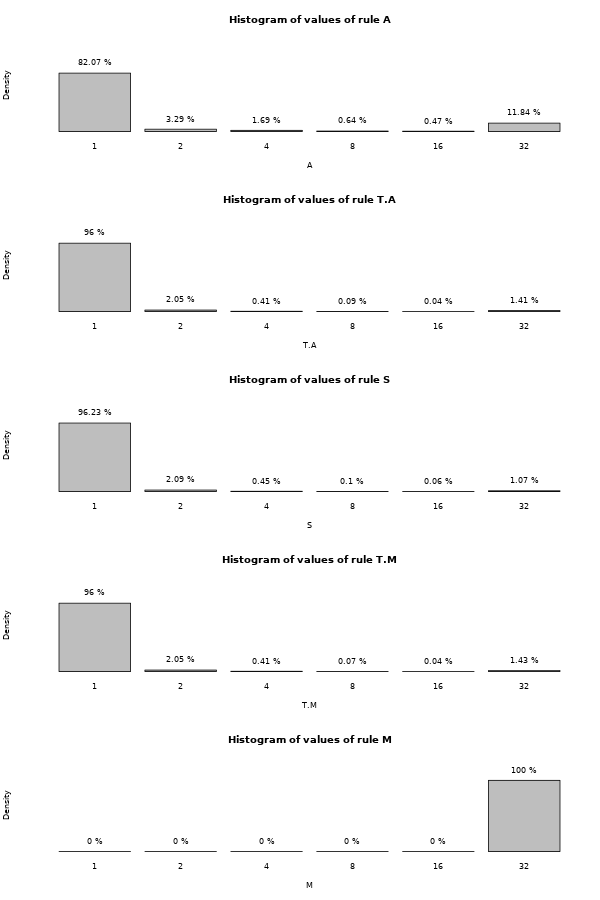 Histogram of values of rule A
Density
82.07 % 3.29 % 1.69 % 0.64 % 0.47 % 11.84 %
1 2 4 8 16 32
A
Histogram of values of rule T.A
Density
96 % 2.05 % 0.41 % 0.09 % 0.04 % 1.41 %
1 2 4 8 16 32
T.A
Histogram of values of rule S
Density
96.23 % 2.09 % 0.45 % 0.1 % 0.06 % 1.07 %
1 2 4 8 16 32
S
Histogram of values of rule T.M
Density
96 % 2.05 % 0.41 % 0.07 % 0.04 % 1.43 %
1 2 4 8 16 32
T.M
Histogram of values of rule M
Density
0 % 0 % 0 % 0 % 0 % 100 %
1 2 4 8 16 32
M